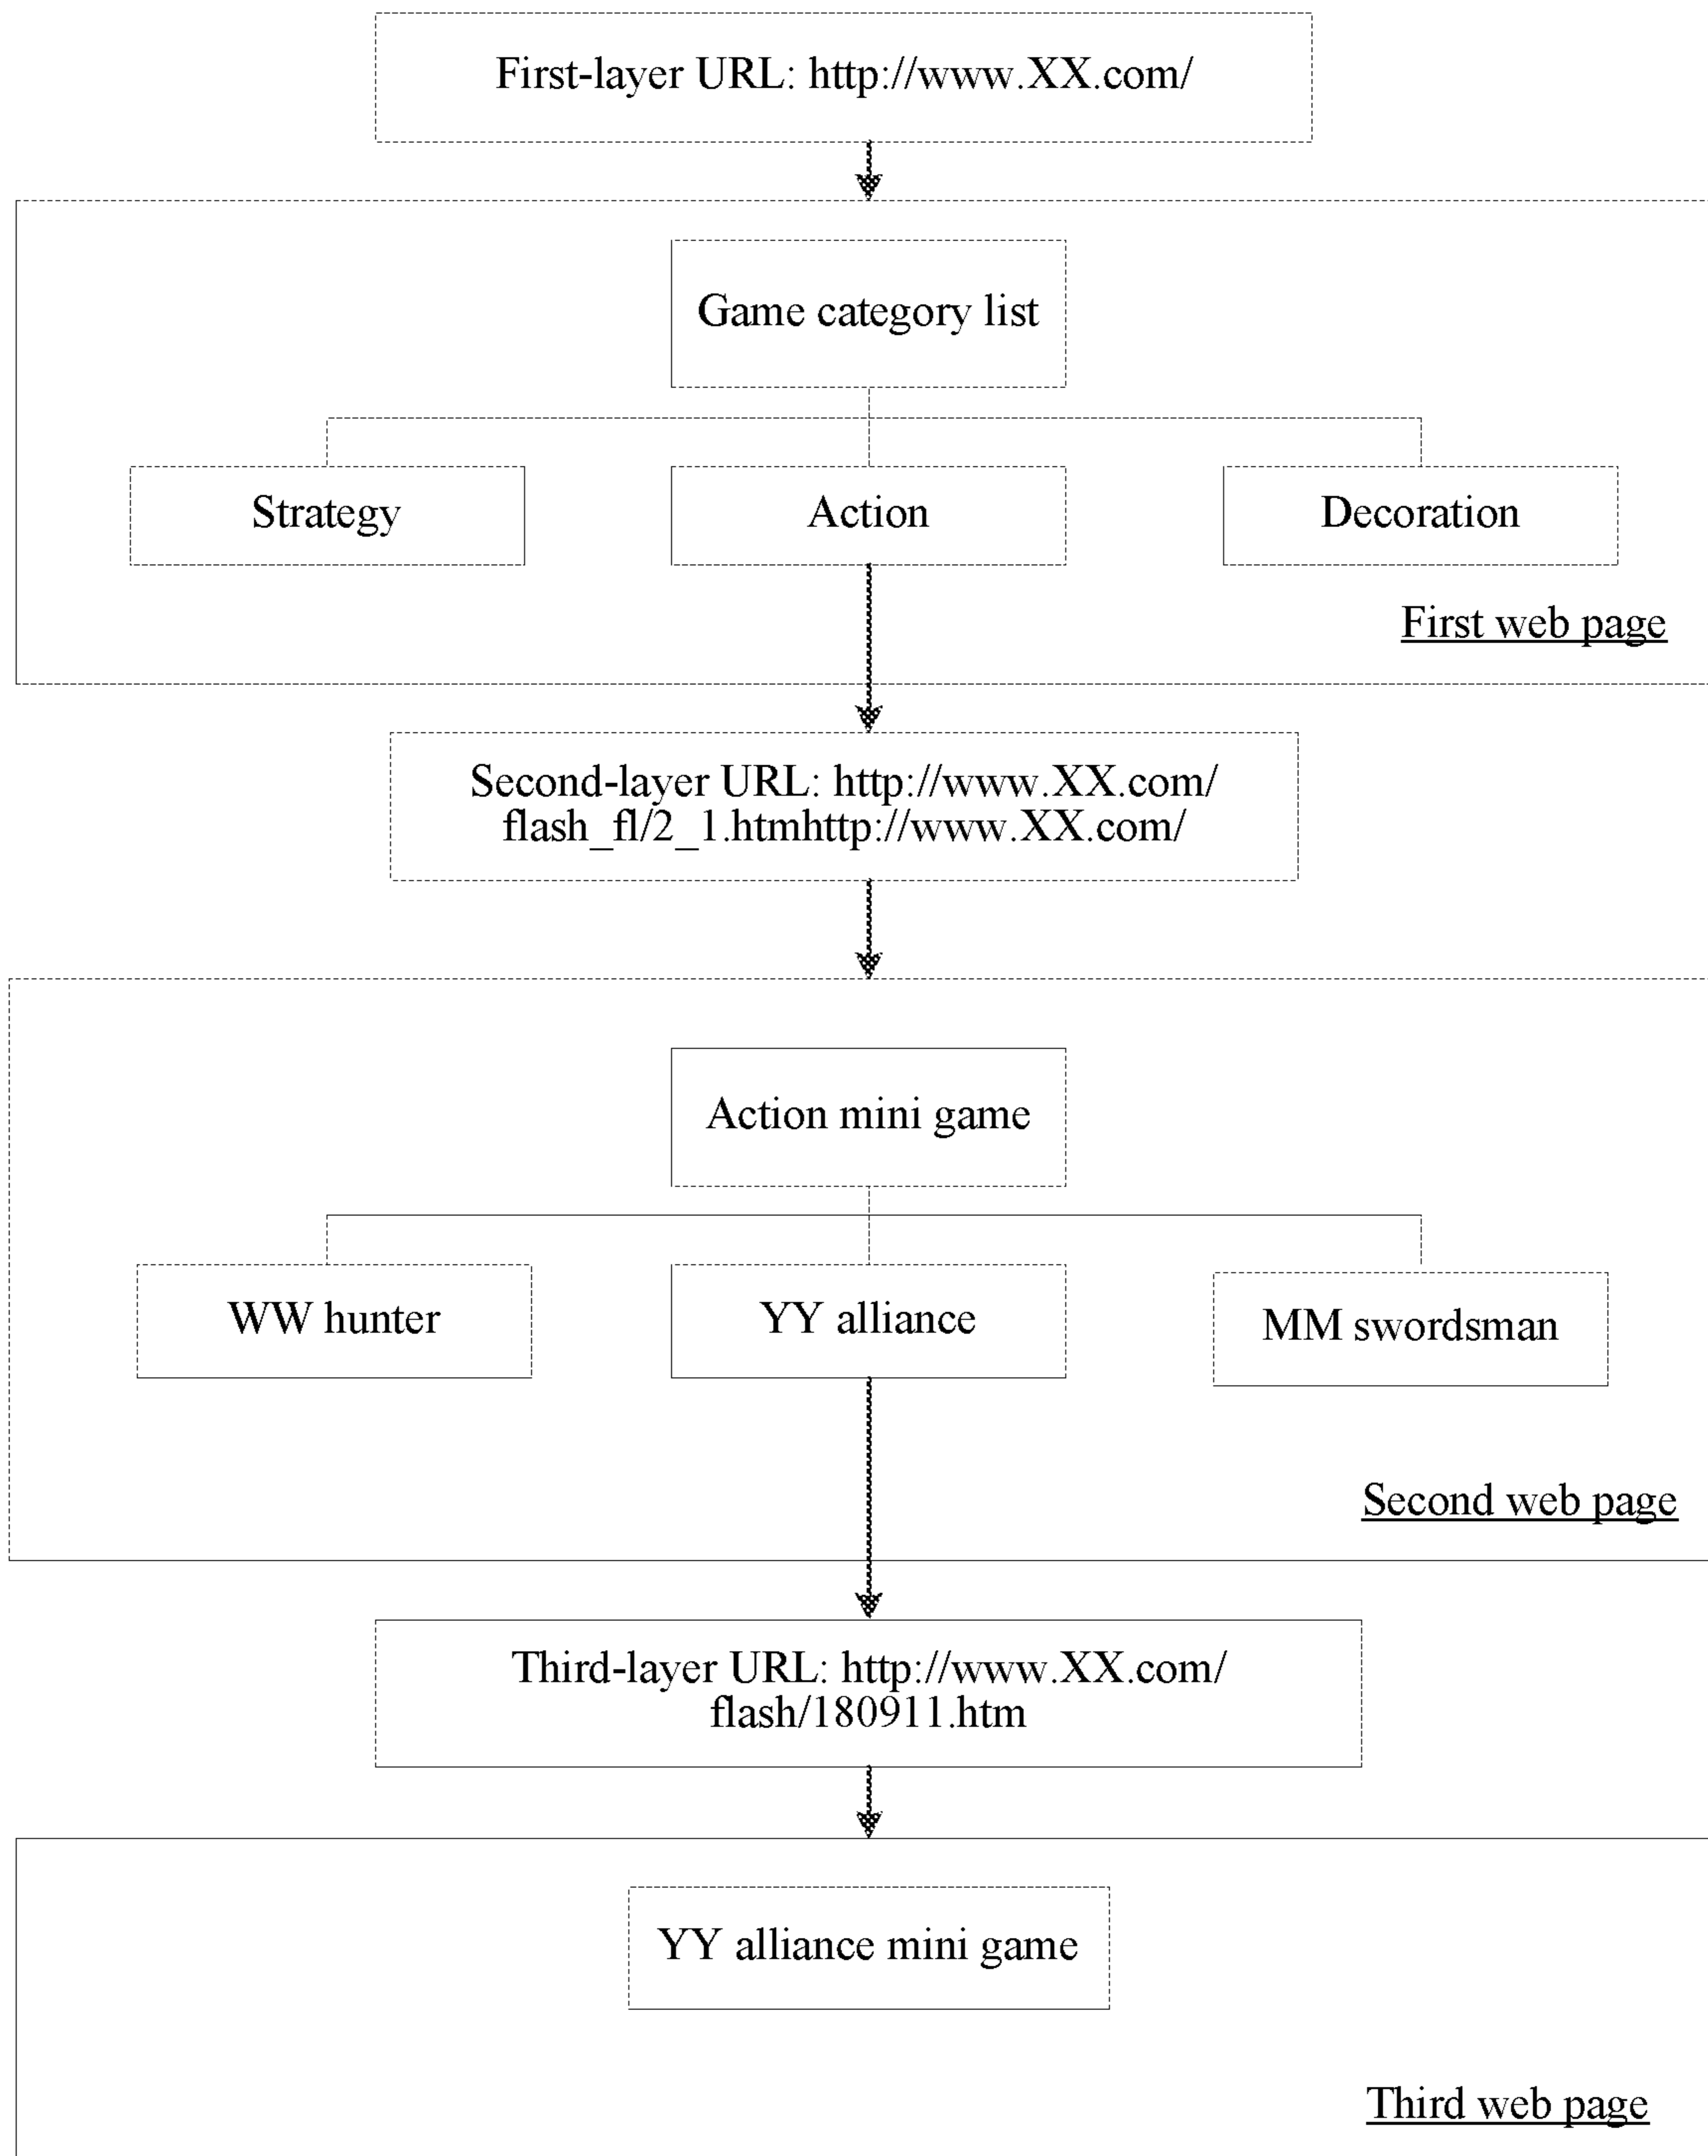 First-layer URL: http://www.XX.com/
Game category list
Strategy
Action
Decoration
First web page
Second-layer URL: http://www.XX.com/
flash_fl/2_1.htmhttp://www.XX.com/
Action mini game
WW hunter
YY alliance
MM swordsman
Second web page
Third-layer URL: http://www.XX.com/
flash/180911.htm
YY alliance mini game
Third web page